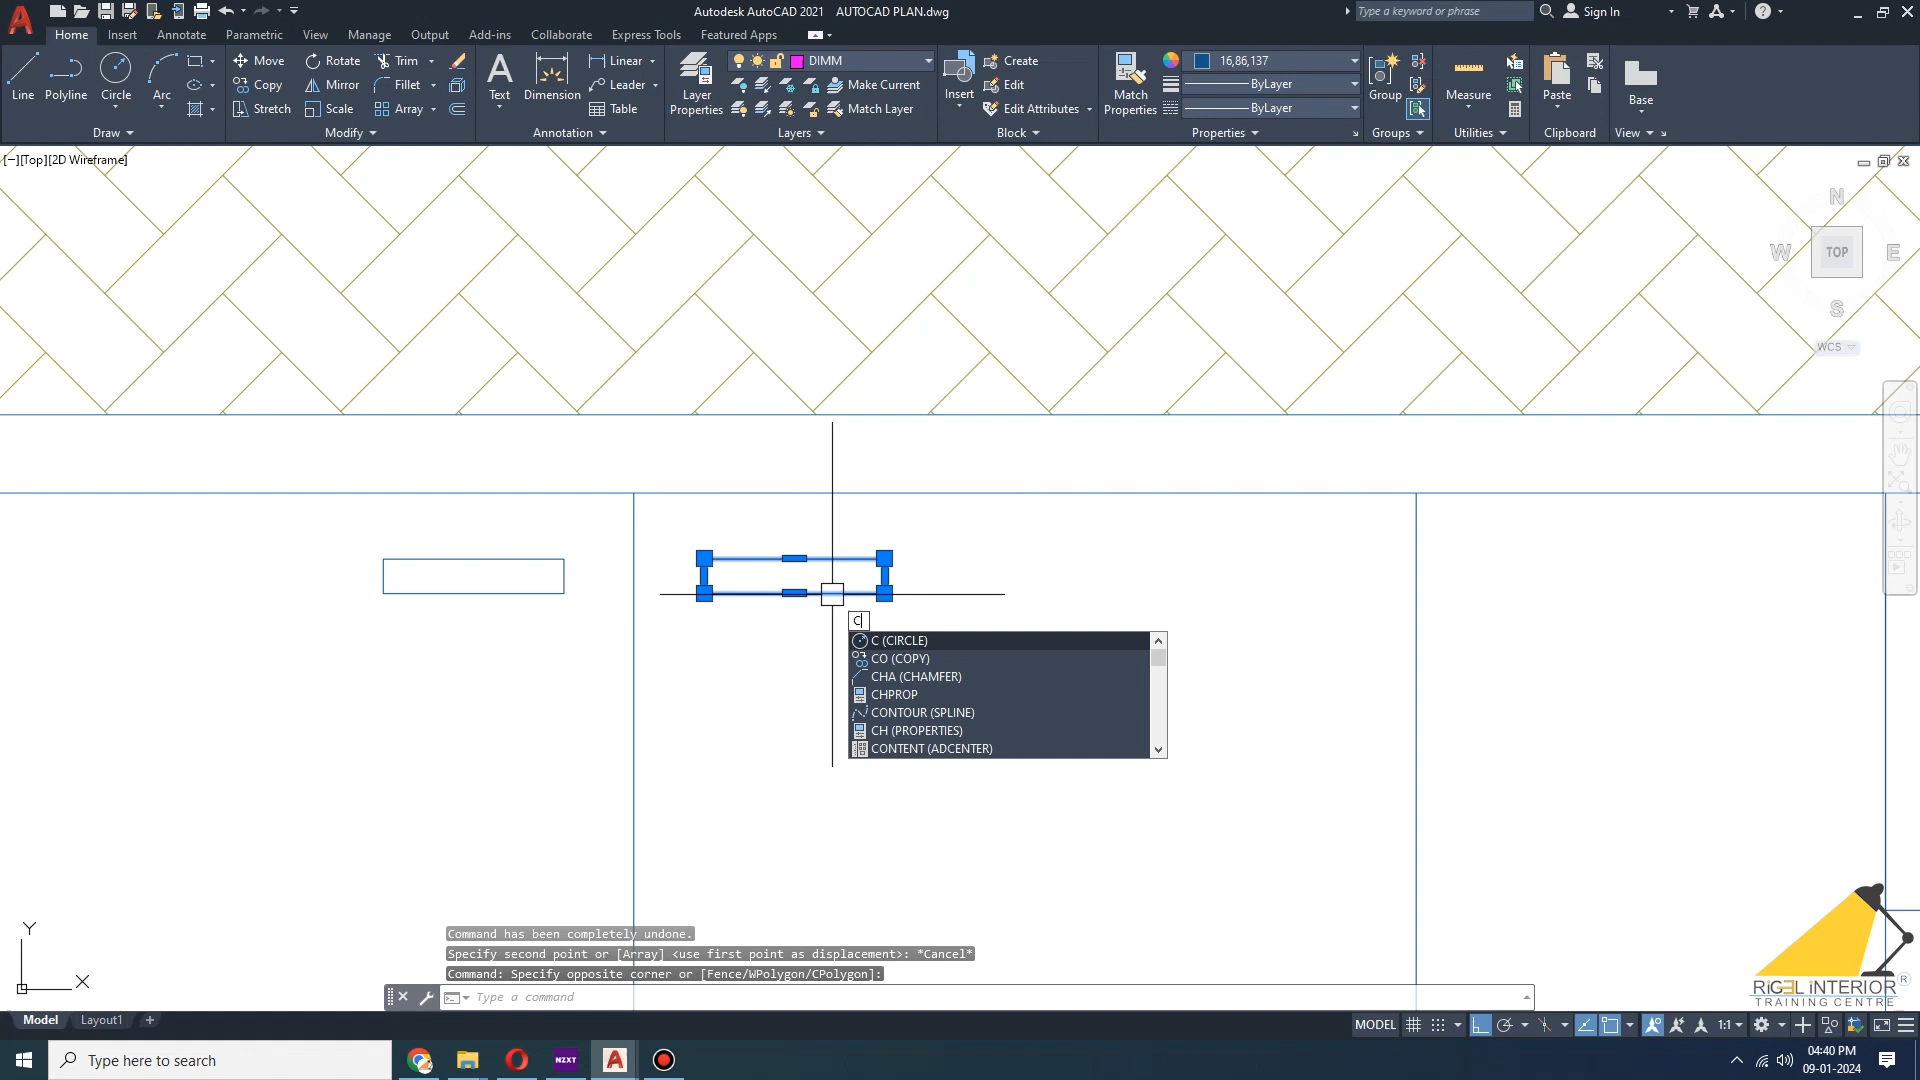 Autodesk AutoCAD 2021 AUTOCAD PLAN.dwg
Type a keyword or phrase
Sign In
Home Insert Annotate Parametric View Manage Output Add-ins Collaborate Express Tools Featured Apps
Line Polyline Circle Arc
Move Rotate Trim
Copy Mirror Fillet
Stretch Scale Array
Text Dimension
Linear
Leader
Table
Layer Properties
DIMM
Make Current
Match Layer
Insert
Create
Edit
Edit Attributes
Match Properties
16,86,137
ByLayer
ByLayer
Group
Measure
Paste
Base
Draw Modify Annotation Layers Block Properties Groups Utilities Clipboard View
[−][Top][2D Wireframe]
N
W TOP E
S
WCS
C
C (CIRCLE)
CO (COPY)
CHA (CHAMFER)
CHPROP
CONTOUR (SPLINE)
CH (PROPERTIES)
CONTENT (ADCENTER)
Y
X
Command has been completely undone.
Specify second point or [Array] <use first point as displacement>: *Cancel*
Command: Specify opposite corner or [Fence/WPolygon/CPolygon]:
Type a command
RIGEL INTERIOR ®
TRAINING CENTRE
Model Layout1 +
MODEL 1:1
Type here to search
NZXT
04:40 PM
09-01-2024